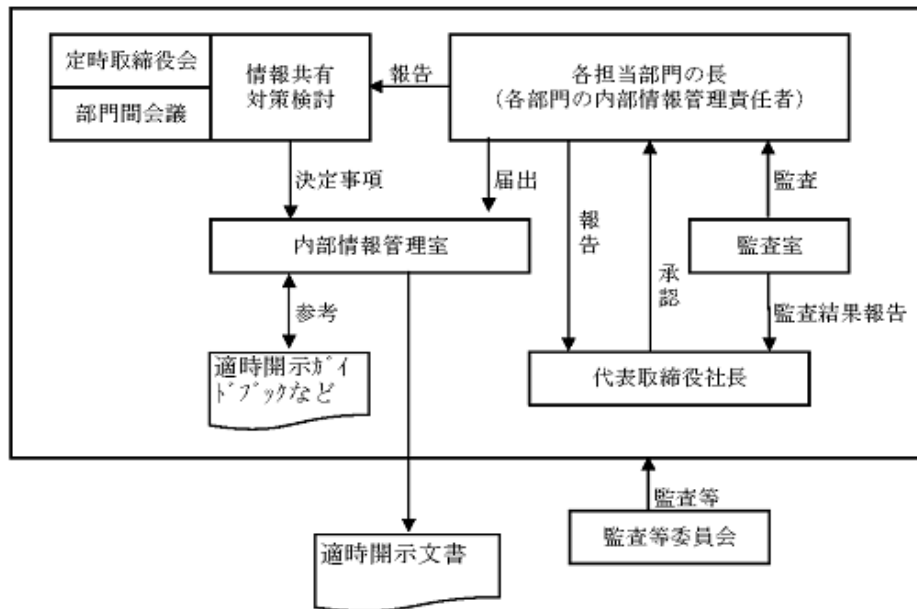 定時取締役会
部門間会議
情報共有
対策検討
報告
各担当部門の長
（各部門の内部情報管理責任者）
決定事項
届出
報告
承認
監査
内部情報管理室
監査室
参考
監査結果報告
適時開示ｶﾞｲ
ﾄﾞﾌﾞｯｸなど
代表取締役社長
監査等
適時開示文書
監査等委員会